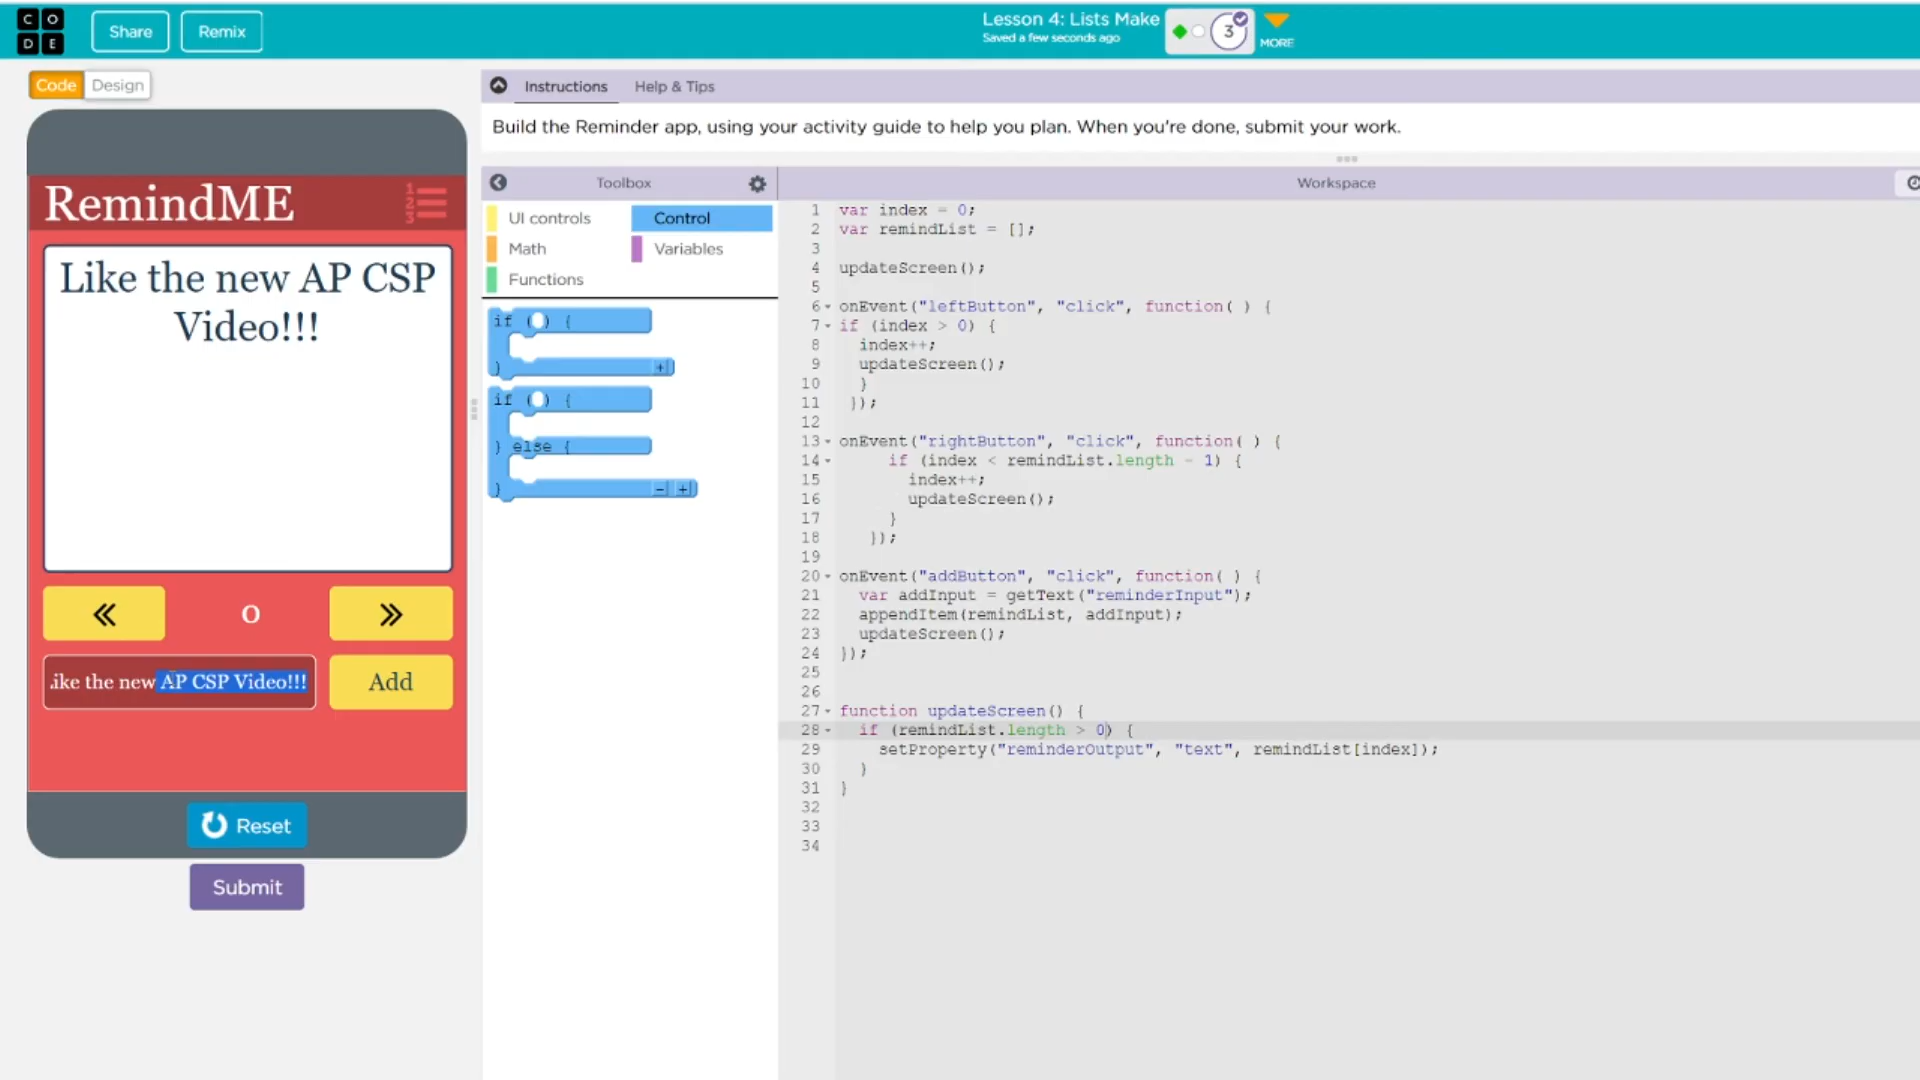 C O
D E
Share
Remix
Lesson 4: Lists Make
Saved a few seconds ago
3
MORE
Code
Design
Instructions
Help & Tips
Build the Reminder app, using your activity guide to help you plan. When you're done, submit your work.
RemindME
1
2
3
Like the new AP CSP
Video!!!
«
0
»
ike the new AP CSP Video!!!
Add
Reset
Submit
Toolbox
UI controls
Control
Math
Variables
Functions
if ( ) {
}
+
if ( ) {
} else {
}
- +
Workspace
1 var index = 0;
2 var remindList = [];
3
4 updateScreen();
5
6 onEvent("leftButton", "click", function( ) {
7 if (index > 0) {
8 index++;
9 updateScreen();
10 }
11 });
12
13 onEvent("rightButton", "click", function( ) {
14 if (index < remindList.length - 1) {
15 index++;
16 updateScreen();
17 }
18 });
19
20 onEvent("addButton", "click", function( ) {
21 var addInput = getText("reminderInput");
22 appendItem(remindList, addInput);
23 updateScreen();
24 });
25
26
27 function updateScreen() {
28 if (remindList.length > 0) {
29 setProperty("reminderOutput", "text", remindList[index]);
30 }
31 }
32
33
34